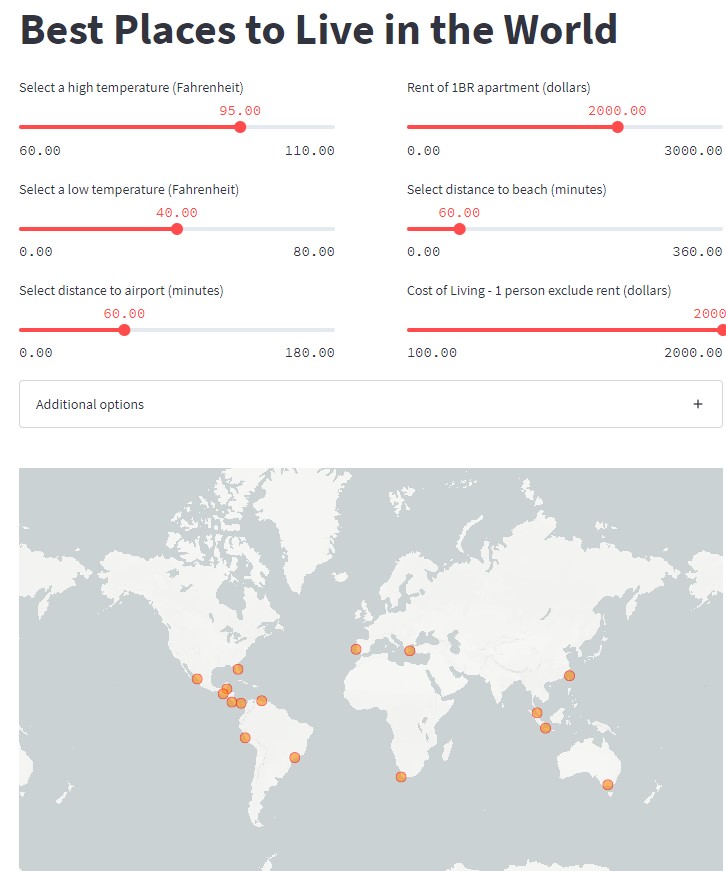 Best Places to Live in the World
Select a high temperature (Fahrenheit)
95.00
60.00 110.00
Rent of 1BR apartment (dollars)
2000.00
0.00 3000.00
Select a low temperature (Fahrenheit)
40.00
0.00 80.00
Select distance to beach (minutes)
60.00
0.00 360.00
Select distance to airport (minutes)
60.00
0.00 180.00
Cost of Living - 1 person exclude rent (dollars)
2000
100.00 2000.00
Additional options +